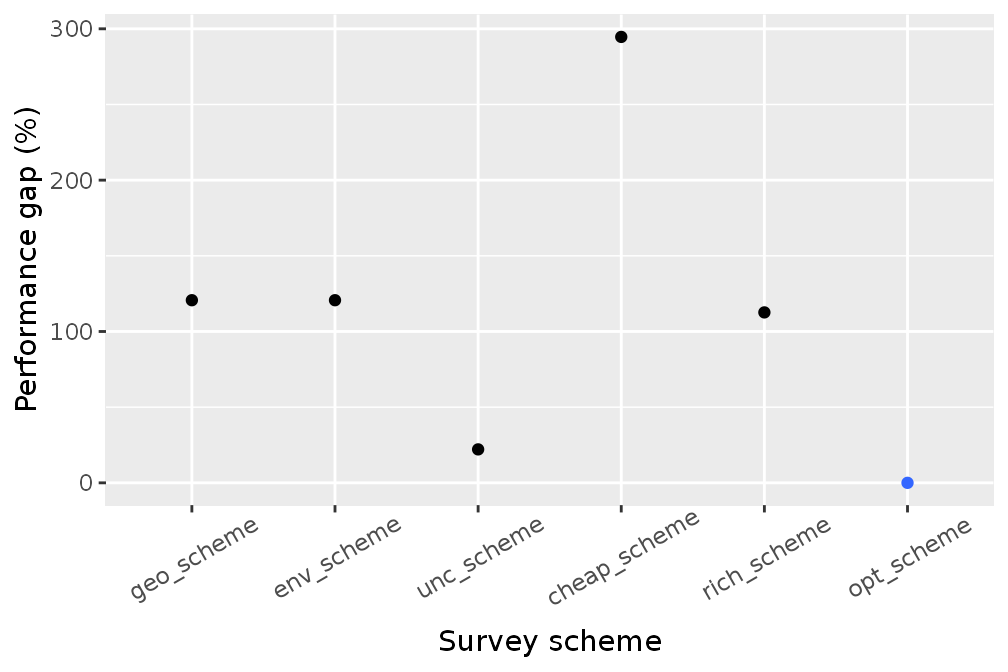 300
200
100
0
Performance gap (%)
geo_scheme
env_scheme
unc_scheme
cheap_scheme
rich_scheme
opt_scheme
Survey scheme